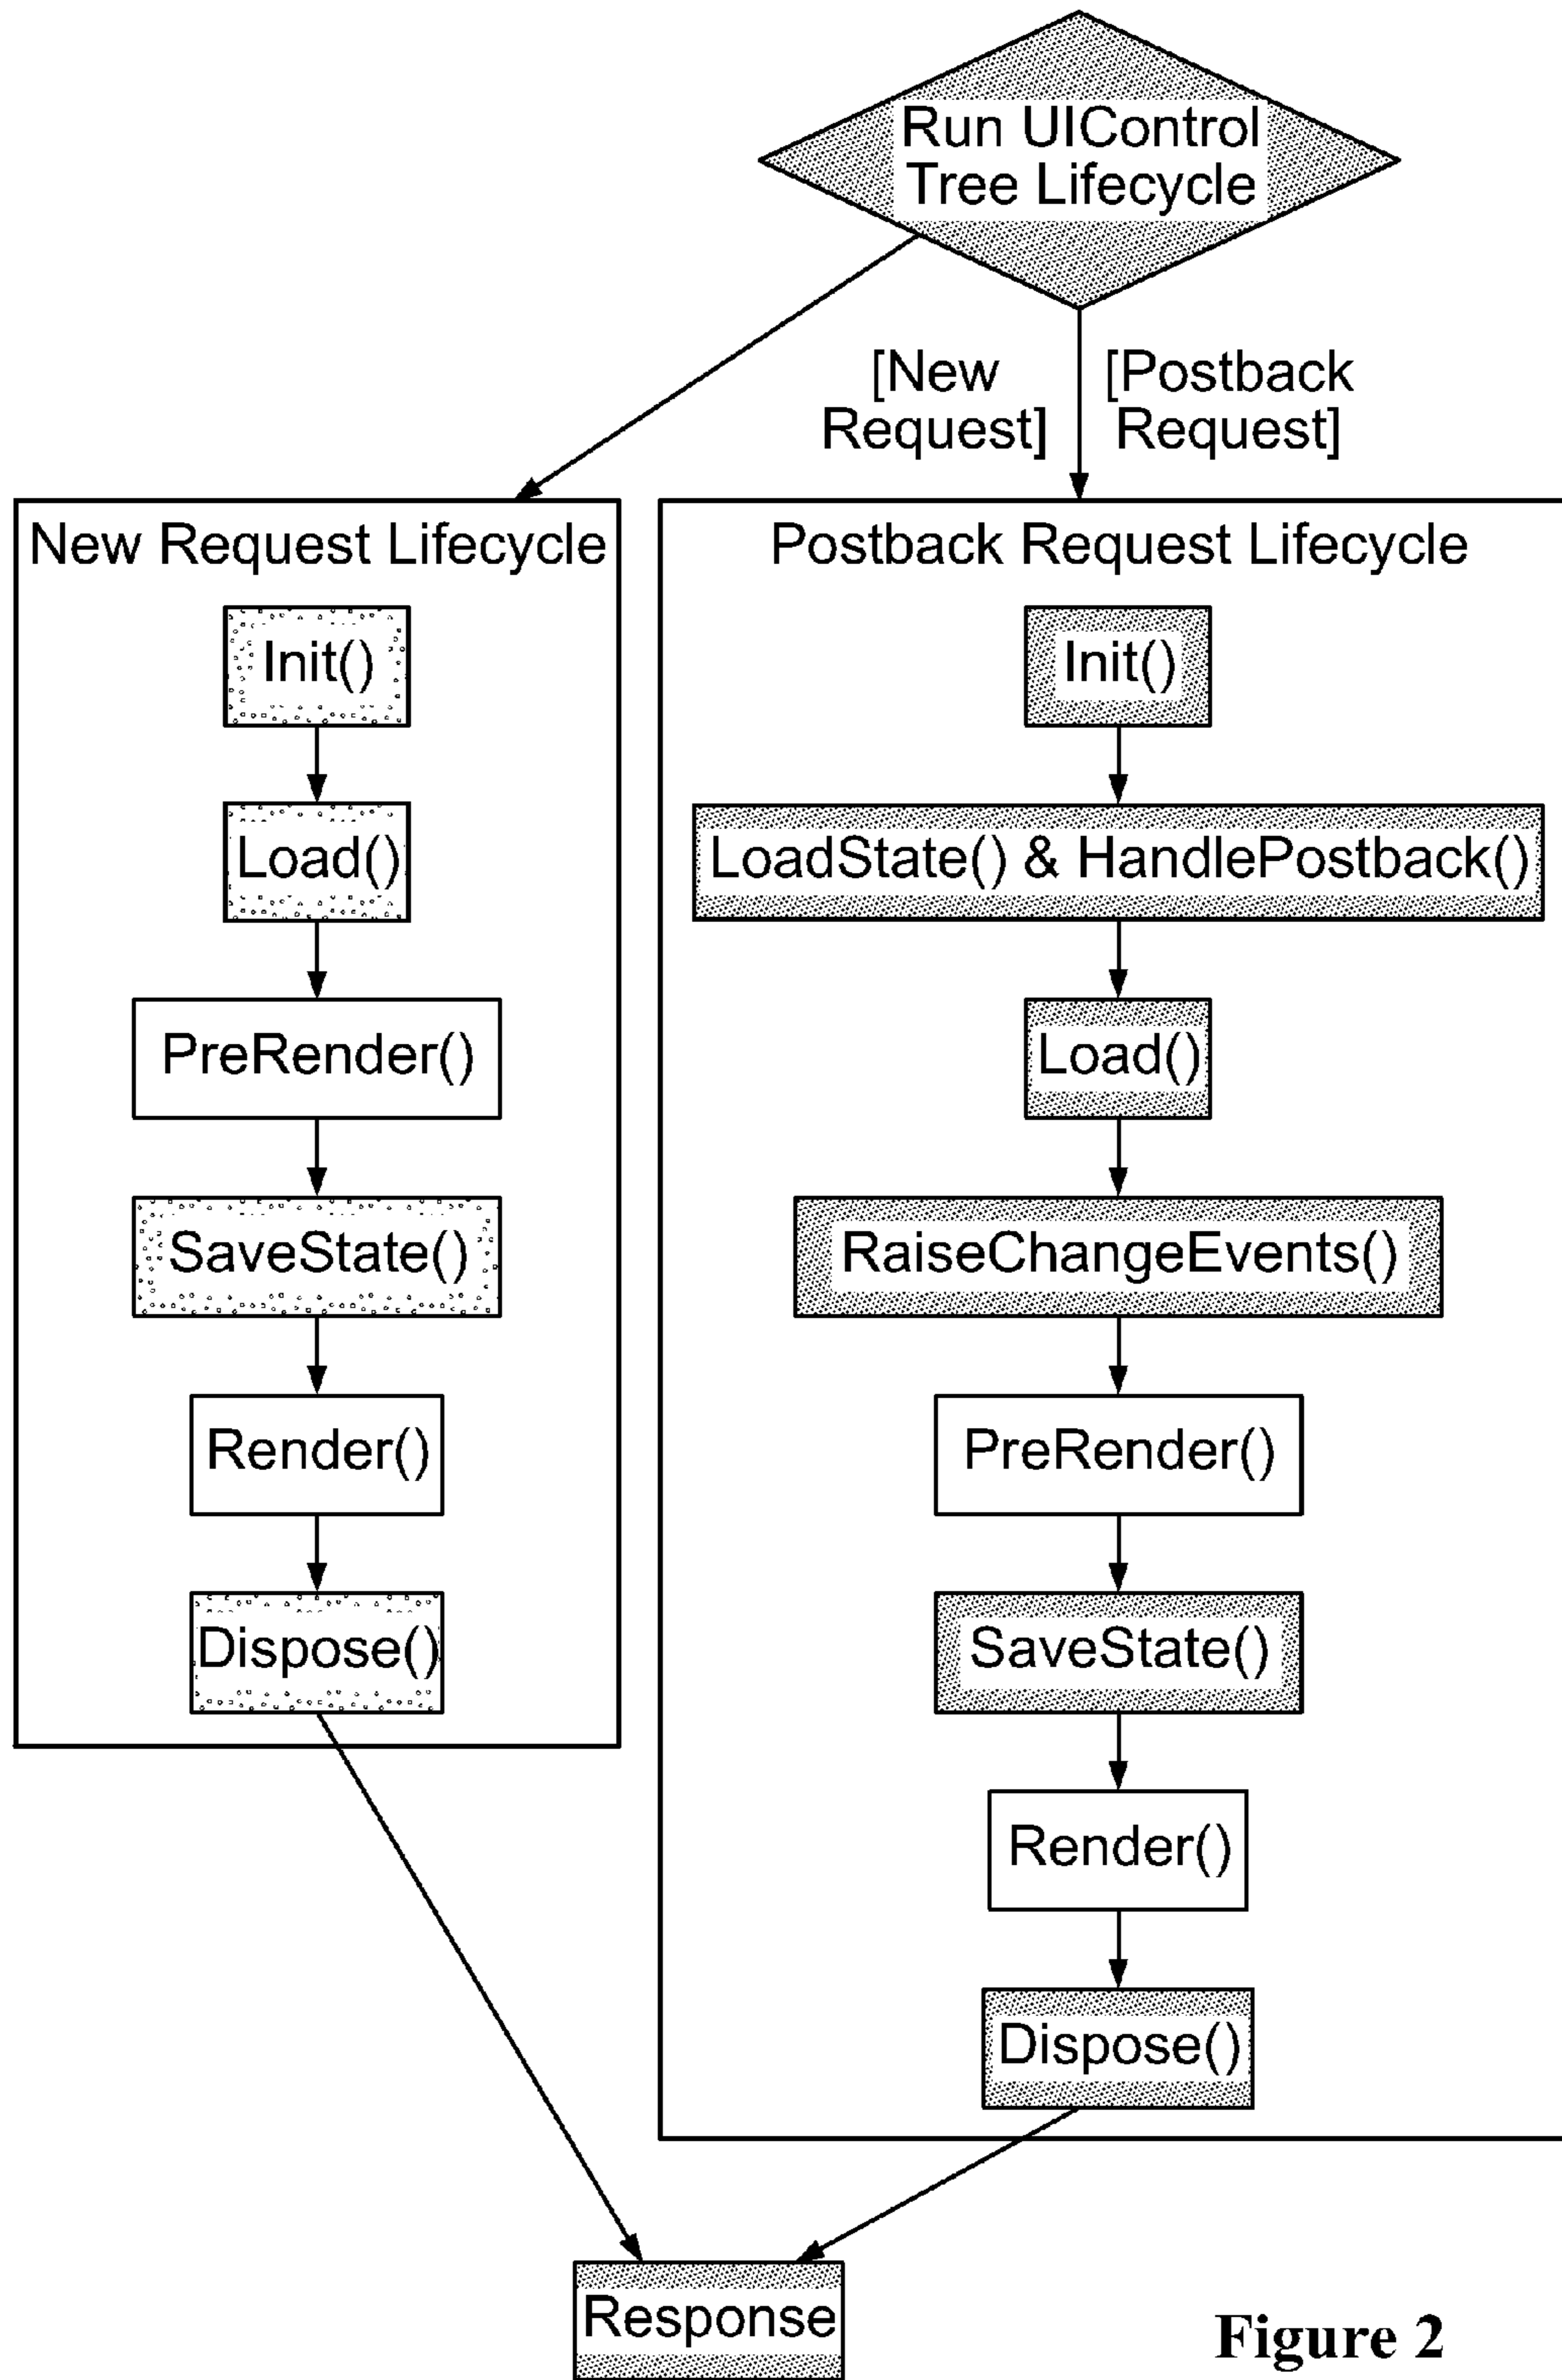 Run UIControl
Tree Lifecycle
[New
Request]
[Postback
Request]
New Request Lifecycle
Init()
Load()
PreRender()
SaveState()
Render()
Dispose()
Postback Request Lifecycle
Init()
LoadState() & HandlePostback()
Load()
RaiseChangeEvents()
PreRender()
SaveState()
Render()
Dispose()
Response
Figure 2